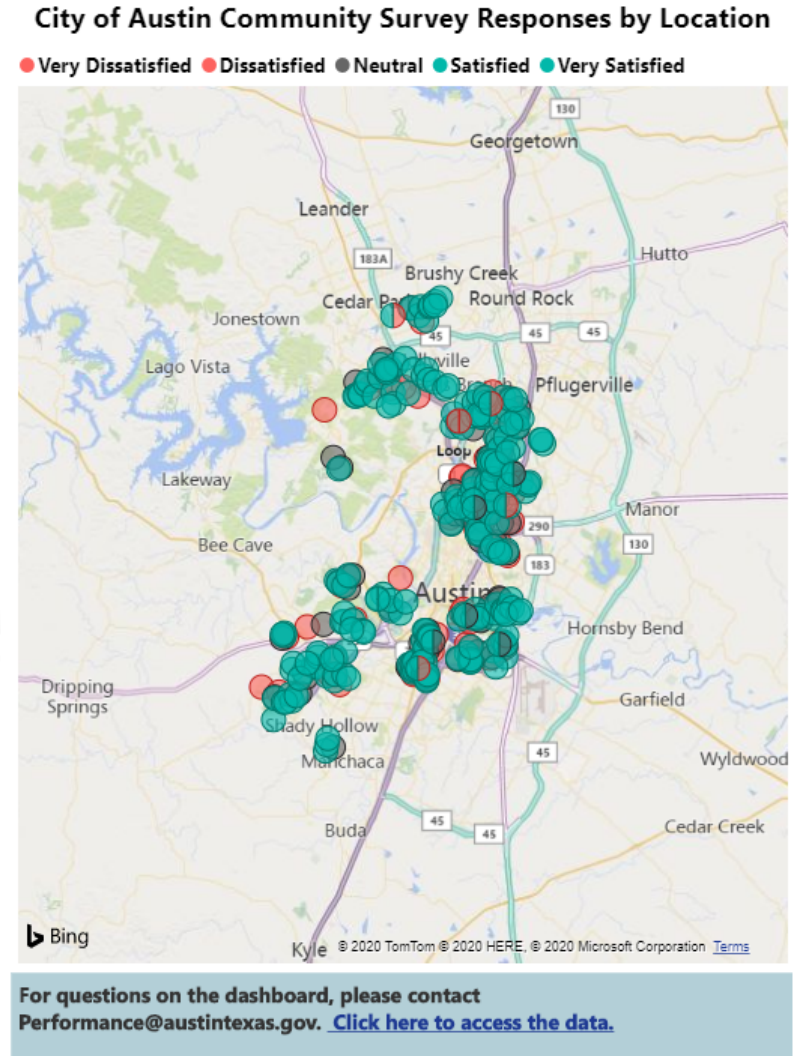 City of Austin Community Survey Responses by Location
Very Dissatisfied Dissatisfied Neutral Satisfied Very Satisfied
130
Georgetown
Leander
Hutto
183A
Brushy Creek
Cedar Round Rock
Jonestown
45 45 45
Lago Vista
Pflugerville
Loop
Lakeway
Manor
290
Bee Cave
130
183
Austin
Hornsby Bend
Dripping
Springs
Garfield
Shady Hollow
45
Manchaca
Wyldwood
45
Buda
45
Cedar Creek
Bing
Kyle © 2020 TomTom © 2020 HERE, © 2020 Microsoft Corporation Terms
For questions on the dashboard, please contact
Performance@austintexas.gov. Click here to access the data.